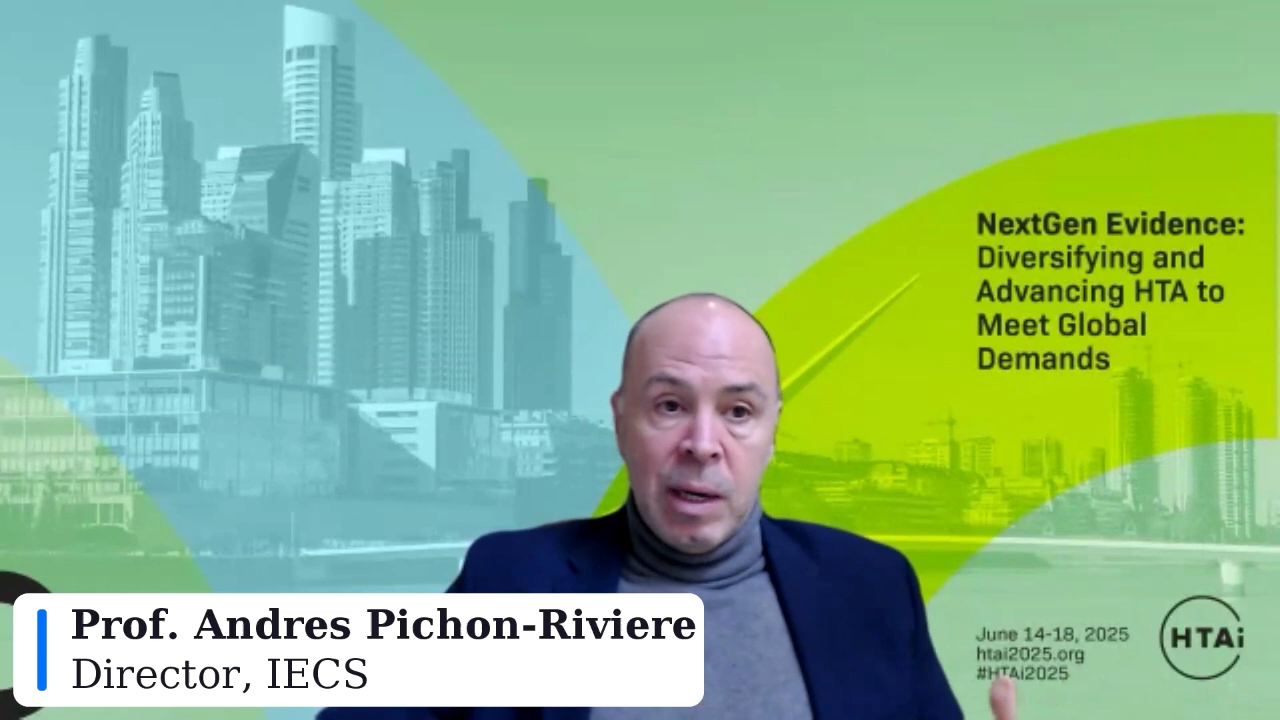 NextGen Evidence:
Diversifying and
Advancing HTA to
Meet Global
Demands
Prof. Andres Pichon-Riviere
Director, IECS
June 14-18, 2025
htai2025.org
#HTAi2025
HTAi